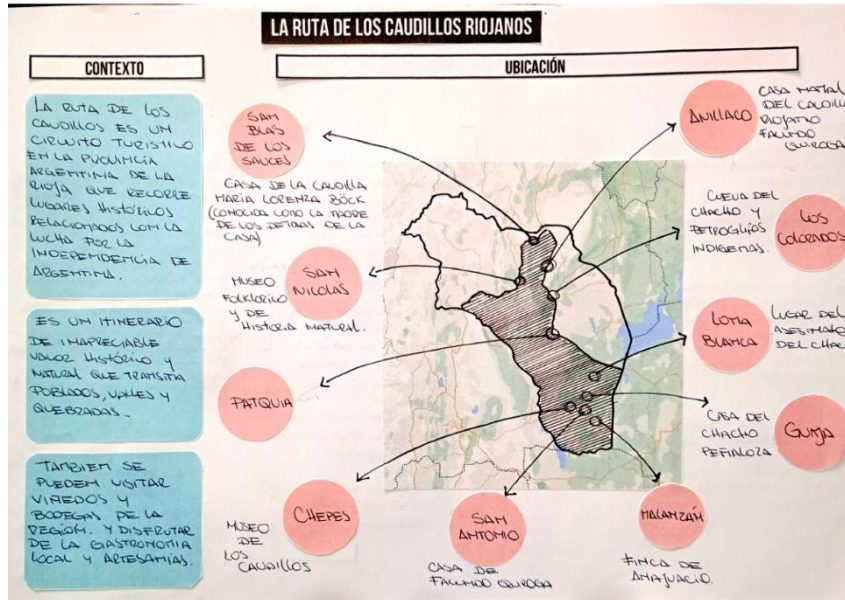 LA RUTA DE LOS CAUDILLOS RIOJANOS
CONTEXTO
LA RUTA DE LOS
CAUDILLOS ES UN
CIRCUITO TURISTICO
EN LA PROVINCIA
ARGENTINA DE LA
RIOJA QUE RECORRE
LUGARES HISTÓRICOS
RELACIONADOS CON LA
LUCHA POR LA
INDEPENDENCIA DE
ARGENTINA.
ES UN ITINERARIO
DE INAPRECIABLE
VALOR HISTÓRICO Y
NATURAL QUE TRANSITA
POBLADOS, VALLES Y
QUEBRADAS.
TAMBIEN SE
PUEDEN VISITAR
VIÑEDOS Y
BODEGAS DE LA
REGIÓN. Y DISFRUTAR
DE LA GASTRONOMIA
LOCAL Y ARTESANÍAS.
UBICACIÓN
SAN
BLAS
DE LOS
SAUCES
CASA DE LA CAUDILLA
MARÍA LORENZA BÖCK
(CONOCIDA COMO LA
DE LOS DE LA
CASA)
SAN
NICOLAS
MUSEO
FOLKLORICO
Y DE
HISTORIA NATURAL.
PATQUIA
CHEPES
MUSEO
DE
LOS
CAUDILLOS
SAN
ANTONIO
CASA DE
FACUNDO QUIROGA
MALANZÁN
FINCA DE
ANAJUACIO.
ANILLACO
CASA NATAL
DEL CAUDILLO
RIOJANO
FACUNDO
QUIROGA
LOS
COLORADOS
CUEVA DEL
CHACHO Y
PETROGLIFOS
INDIGENAS.
LOMA
BLANCA
LUGAR DEL
ASESINATO
DEL CHACHO
GUAJA
CASA DEL
CHACHO
PEÑALOZA